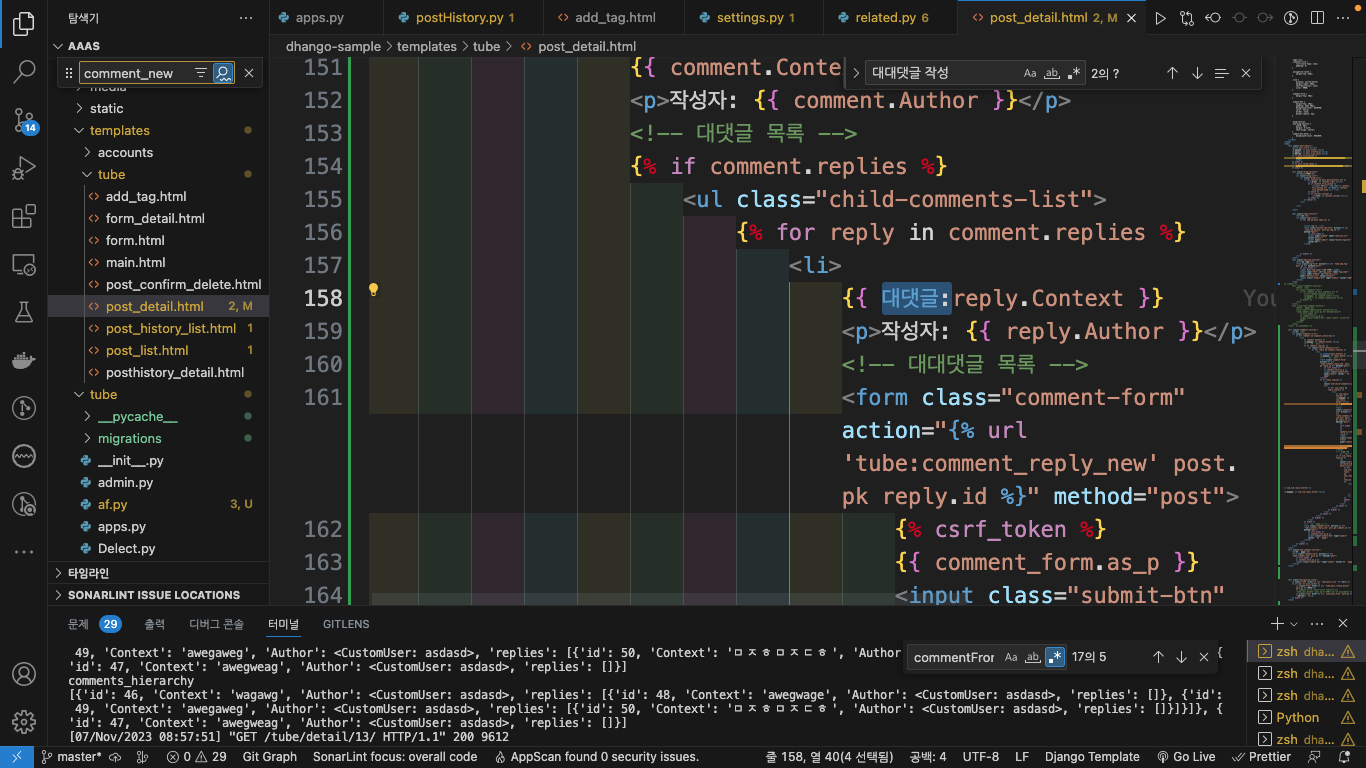 탐색기
apps.py
postHistory.py 1
add_tag.html
settings.py 1
related.py 6
post_detail.html 2, M
AAAS
dhango-sample > templates > tube > post_detail.html
comment_new
대대댓글 작성
Aa ab 2의 ?
media
static
templates
accounts
tube
add_tag.html
form_detail.html
form.html
main.html
post_confirm_delete.html
post_detail.html 2, M
post_history_list.html 1
post_list.html 1
posthistory_detail.html
tube
__pycache__
migrations
__init__.py
admin.py
af.py 3, U
apps.py
Delect.py
타임라인
SONARLINT ISSUE LOCATIONS
14
151 {{ comment.Conte
152 <p>작성자: {{ comment.Author }}</p>
153 <!-- 대댓글 목록 -->
154 {% if comment.replies %}
155 <ul class="child-comments-list">
156 {% for reply in comment.replies %}
157 <li>
158 {{ 대댓글:reply.Context }} You
159 <p>작성자: {{ reply.Author }}</p>
160 <!-- 대대댓글 목록 -->
161 <form class="comment-form"
action="{% url
'tube:comment_reply_new' post.
pk reply.id %}" method="post">
162 {% csrf_token %}
163 {{ comment_form.as_p }}
164 <input class="submit-btn"
문제 29 출력 디버그 콘솔 터미널 GITLENS
commentFror Aa ab 17의 5
49, 'Context': 'awegaweg', 'Author': <CustomUser: asdasd>, 'replies': [{'id': 50, 'Context': 'ㅁㅈㅎㅁㅈㄷㅎ', 'Author
'id': 47, 'Context': 'awegweag', 'Author': <CustomUser: asdasd>, 'replies': []}]
comments_hierarchy
[{'id': 46, 'Context': 'wagawg', 'Author': <CustomUser: asdasd>, 'replies': [{'id': 48, 'Context': 'awegwage', 'Author': <CustomUser: asdasd>, 'replies': []}, {'id':
49, 'Context': 'awegaweg', 'Author': <CustomUser: asdasd>, 'replies': [{'id': 50, 'Context': 'ㅁㅈㅎㅁㅈㄷㅎ', 'Author': <CustomUser: asdasd>, 'replies': []}]}]}, {
'id': 47, 'Context': 'awegweag', 'Author': <CustomUser: asdasd>, 'replies': []}]
[07/Nov/2023 08:57:51] "GET /tube/detail/13/ HTTP/1.1" 200 9612
zsh dha...
zsh dha...
zsh dha...
Python
zsh dha...
master* 0 29 Git Graph SonarLint focus: overall code AppScan found 0 security issues. 줄 158, 열 40(4 선택됨) 공백: 4 UTF-8 LF Django Template Go Live Prettier